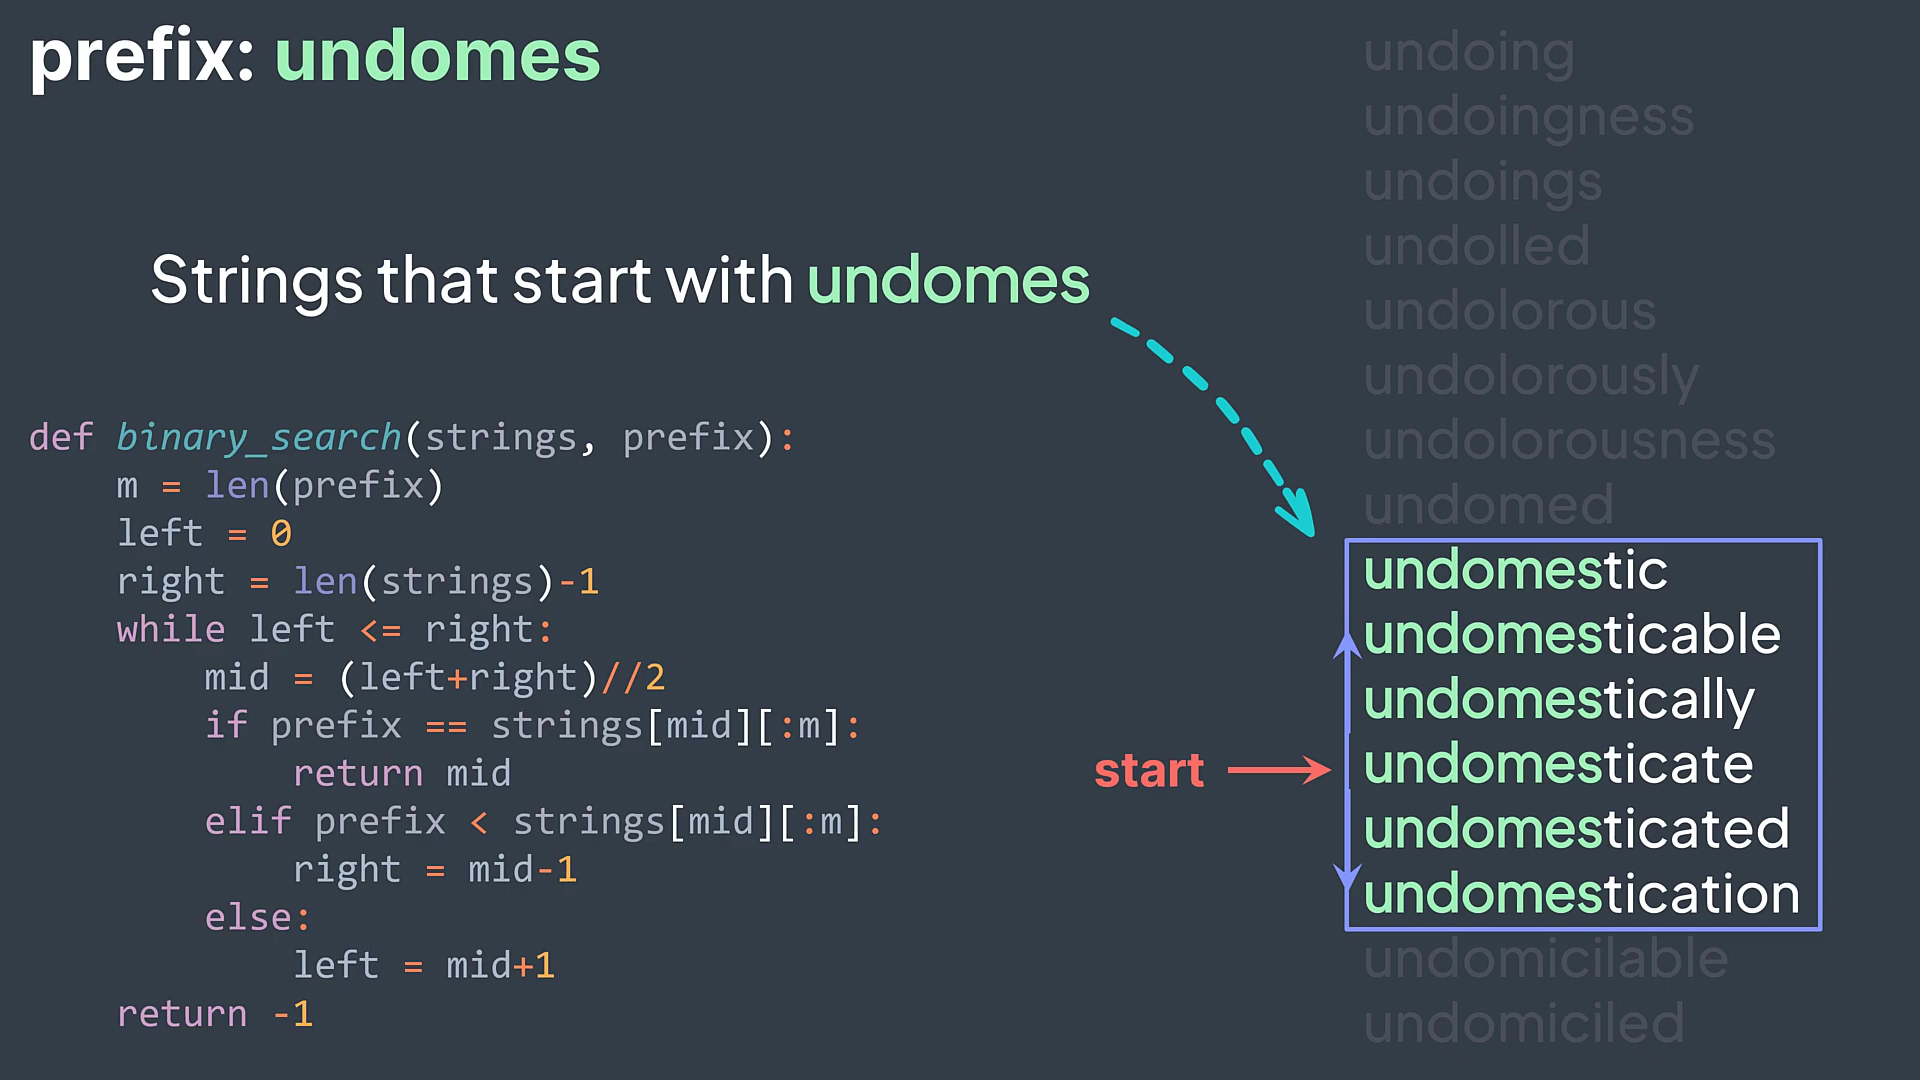 prefix: undomes
Strings that start with undomes
def binary_search(strings, prefix):
    m = len(prefix)
    left = 0
    right = len(strings)-1
    while left <= right:
        mid = (left+right)//2
        if prefix == strings[mid][:m]:
            return mid
        elif prefix < strings[mid][:m]:
            right = mid-1
        else:
            left = mid+1
    return -1
start
undoing
undoingness
undoings
undolled
undolorous
undolorously
undolorousness
undomed
undomestic
undomesticable
undomestically
undomesticate
undomesticated
undomestication
undomicilable
undomiciled